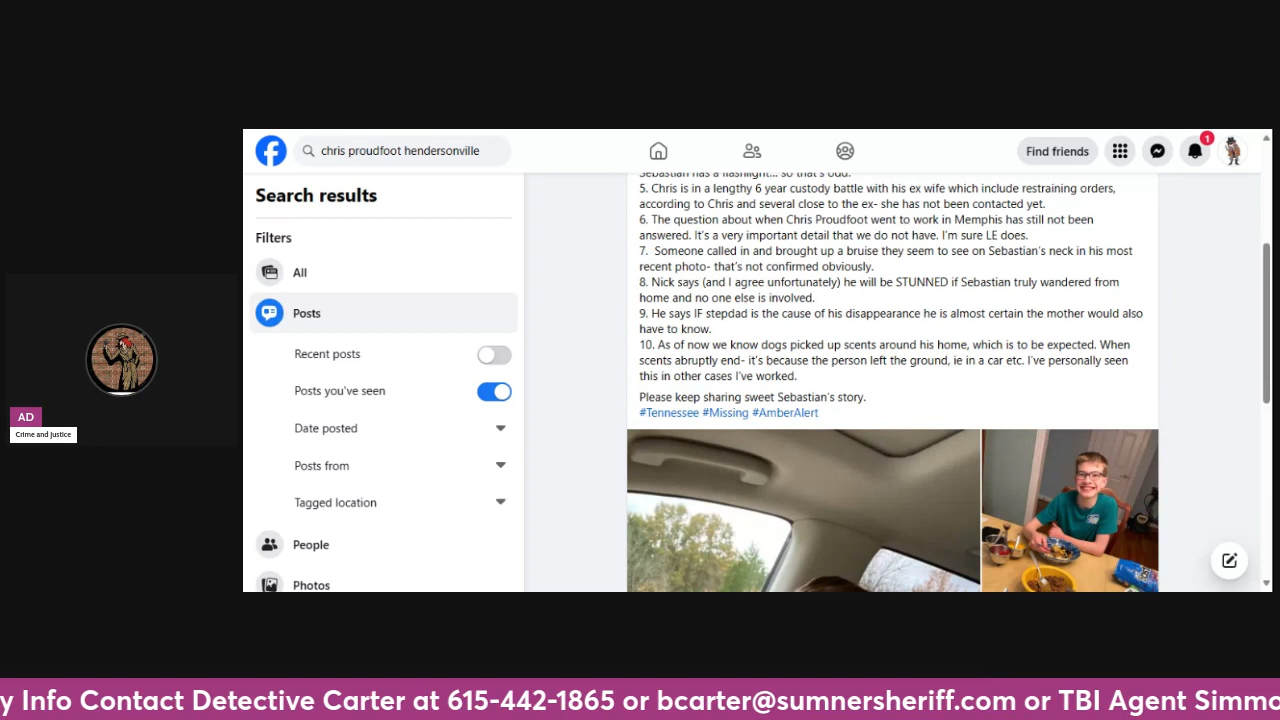 chris proudfoot hendersonville
Find friends
1
Search results
Filters
All
Posts
Recent posts
Posts you've seen
Date posted
Posts from
Tagged location
People
Photos
Sebastian has a flashlight... so that's odd.
5. Chris is in a lengthy 6 year custody battle with his ex wife which include restraining orders,
according to Chris and several close to the ex- she has not been contacted yet.
6. The question about when Chris Proudfoot went to work in Memphis has still not been
answered. It's a very important detail that we do not have. I'm sure LE does.
7. Someone called in and brought up a bruise they seem to see on Sebastian's neck in his most
recent photo- that's not confirmed obviously.
8. Nick says (and I agree unfortunately) he will be STUNNED if Sebastian truly wandered from
home and no one else is involved.
9. He says IF stepdad is the cause of his disappearance he is almost certain the mother would also
have to know.
10. As of now we know dogs picked up scents around his home, which is to be expected. When
scents abruptly end- it's because the person left the ground, ie in a car etc. I've personally seen
this in other cases I've worked.
Please keep sharing sweet Sebastian's story.
#Tennessee #Missing #AmberAlert
AD
Crime and Justice
y Info Contact Detective Carter at 615-442-1865 or bcarter@sumnersheriff.com or TBI Agent Simmo